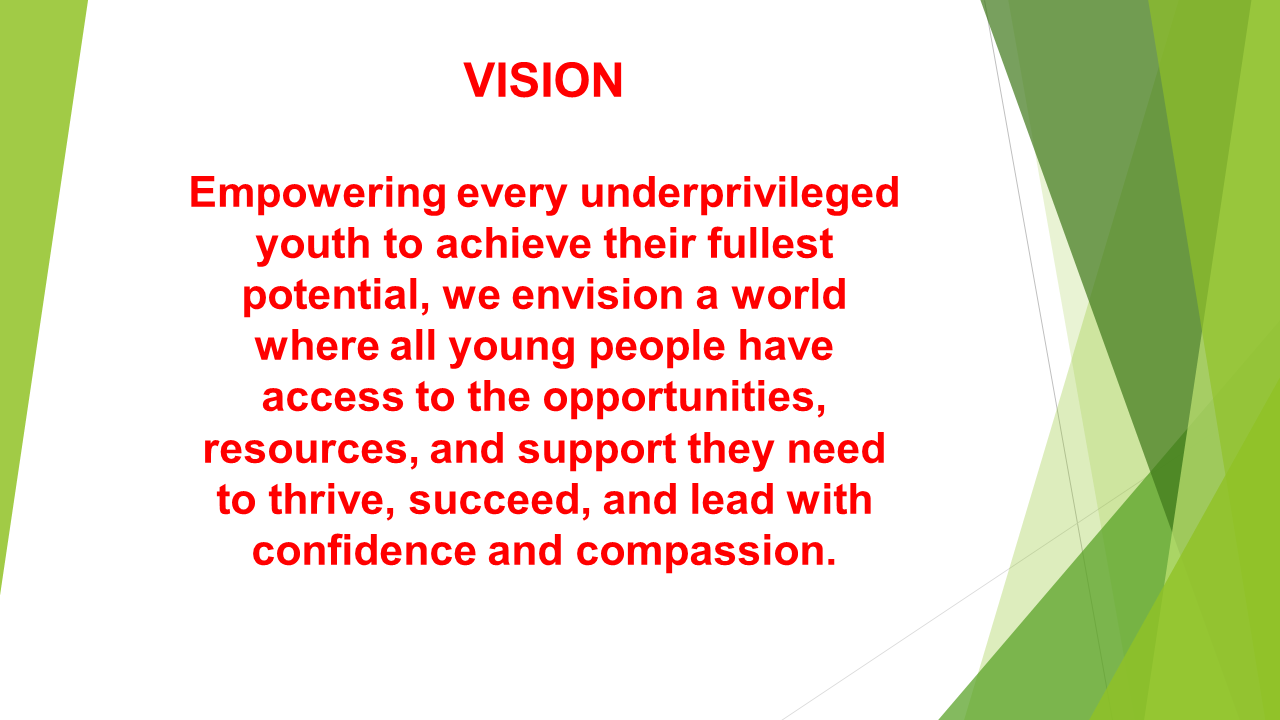 VISION
Empowering every underprivileged
youth to achieve their fullest
potential, we envision a world
where all young people have
access to the opportunities,
resources, and support they need
to thrive, succeed, and lead with
confidence and compassion.